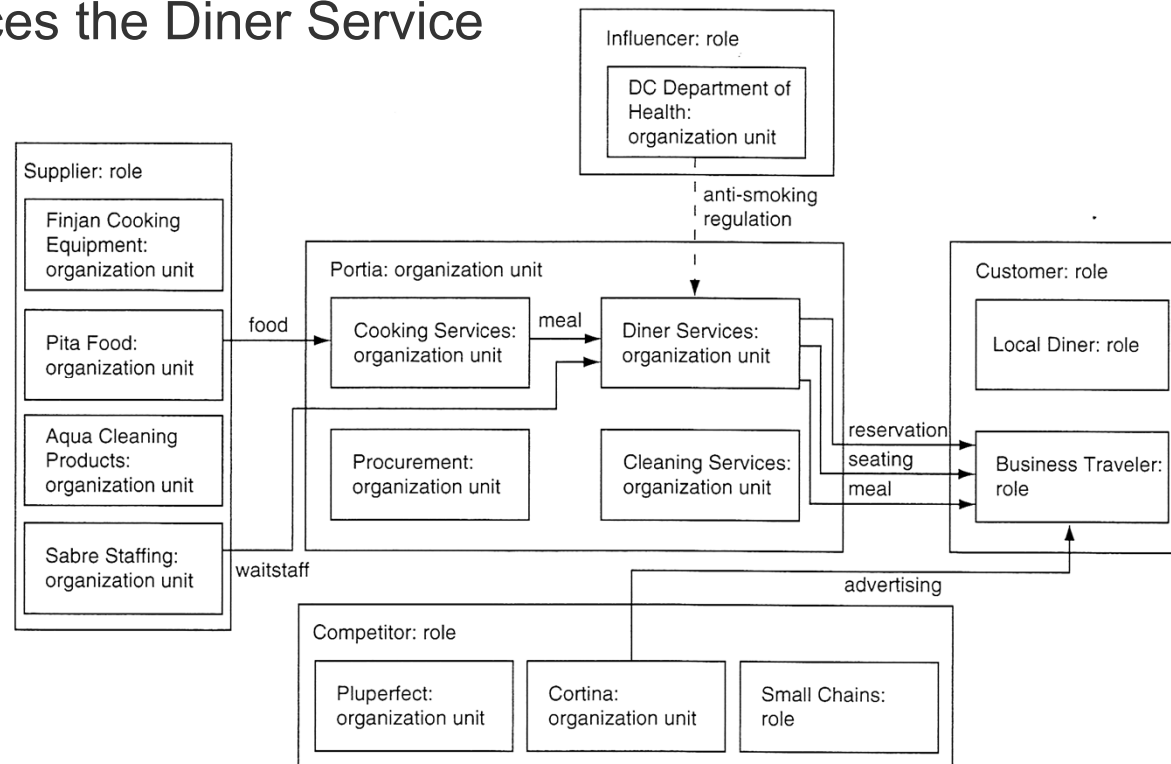 ces the Diner Service
Influencer: role
DC Department of
Health:
organization unit
anti-smoking
regulation
Supplier: role
Finjan Cooking
Equipment:
organization unit
Pita Food:
organization unit
Aqua Cleaning
Products:
organization unit
Sabre Staffing:
organization unit
food
waitstaff
Portia: organization unit
Cooking Services:
organization unit
meal
Diner Services:
organization unit
Procurement:
organization unit
Cleaning Services:
organization unit
reservation
seating
meal
Customer: role
Local Diner: role
Business Traveler:
role
advertising
Competitor: role
Pluperfect:
organization unit
Cortina:
organization unit
Small Chains:
role